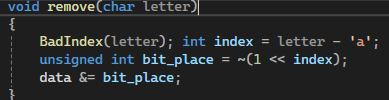 void remove(char letter)
{
BadIndex(letter); int index = letter - 'a';
unsigned int bit_place = ~(1 << index);
data &= bit_place;
}